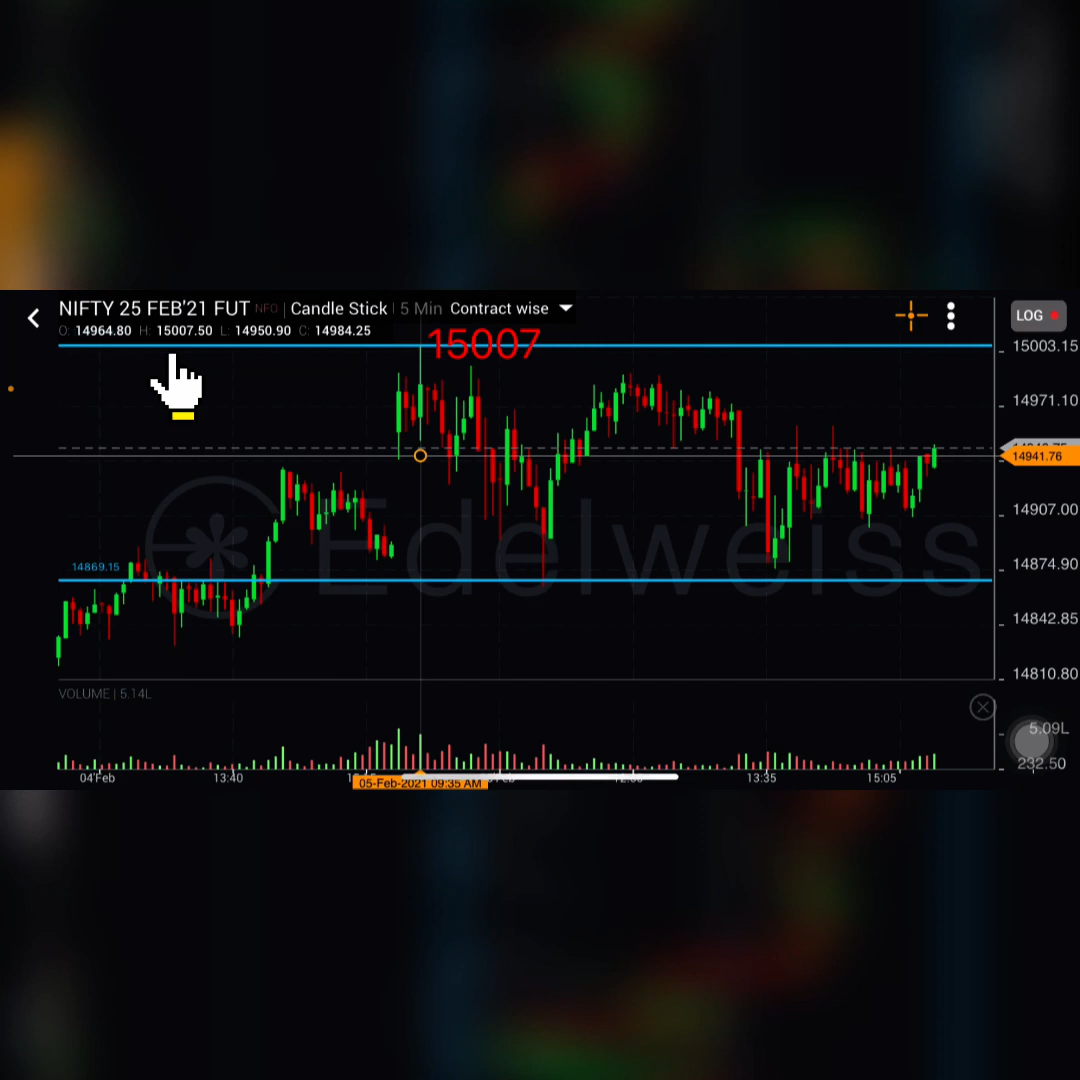 NIFTY 25 FEB'21 FUT NFO | Candle Stick | 5 Min Contract wise
O: 14964.80 H: 15007.50 L: 14950.90 C: 14984.25
LOG
15007
15003.15
14971.10
14941.76
14907.00
Edelweiss
14869.15
14874.90
14842.85
14810.80
VOLUME | 5.14L
5.09L
232.50
04 Feb 13:40 13:35 15:05
05-Feb-2021 09:35 AM